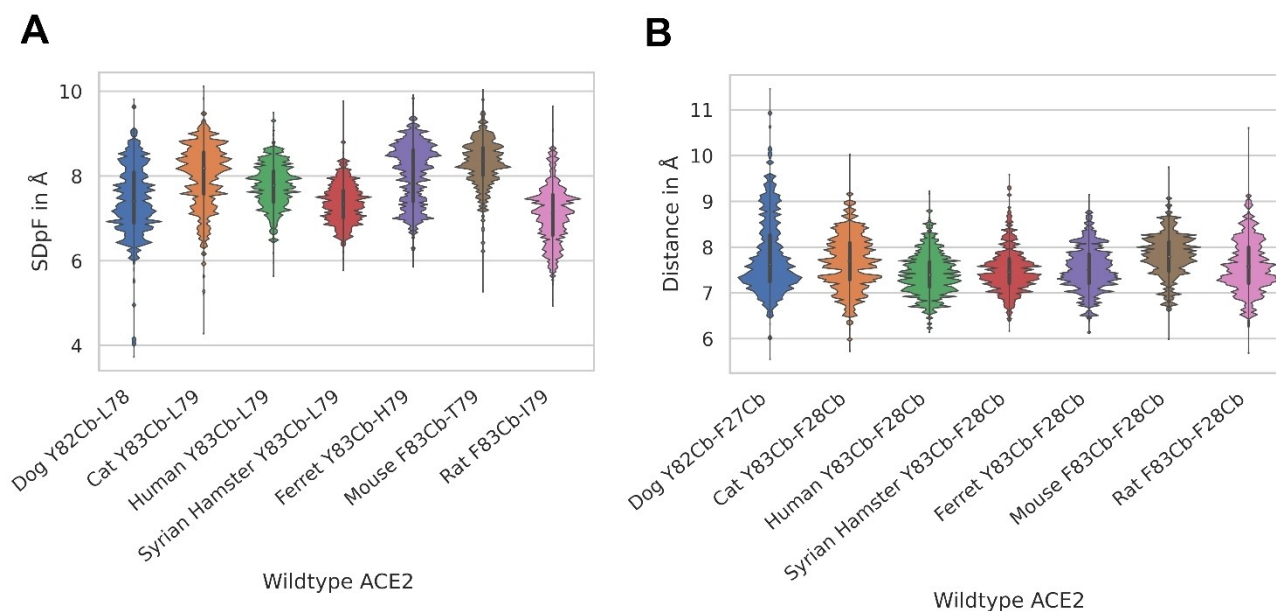 A
SDpF in Å
10
8
6
4
Dog Y82Cb-L78
Cat Y83Cb-L79
Human Y83Cb-L79
Syrian Hamster Y83Cb-L79
Ferret Y83Cb-H79
Mouse F83Cb-T79
Rat F83Cb-I79
Wildtype ACE2
B
Distance in Å
11
10
9
8
7
6
Dog Y82Cb-F27Cb
Cat Y83Cb-F28Cb
Human Y83Cb-F28Cb
Syrian Hamster Y83Cb-F28Cb
Ferret Y83Cb-F28Cb
Mouse F83Cb-F28Cb
Rat F83Cb-F28Cb
Wildtype ACE2